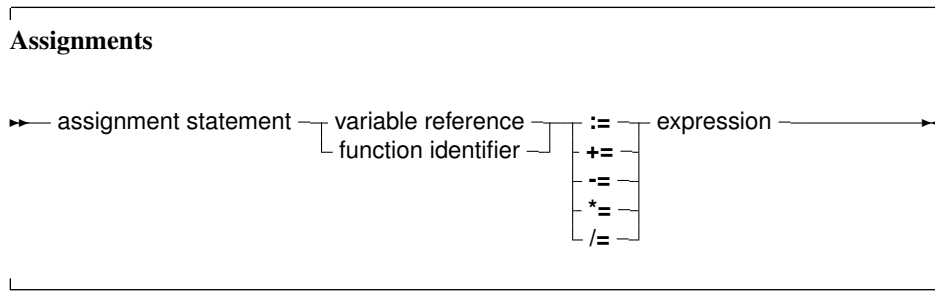 Assignments
assignment statement variable reference := expression
function identifier +=
-=
*=
/=